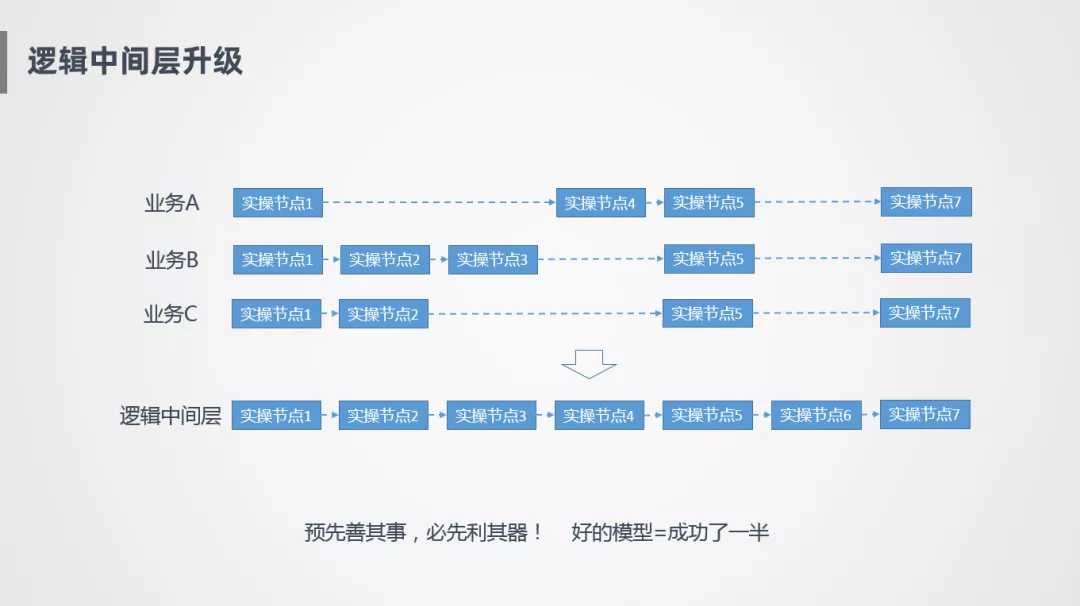 逻辑中间层升级
业务A 实操节点1 实操节点4 实操节点5 实操节点7
业务B 实操节点1 实操节点2 实操节点3 实操节点5 实操节点7
业务C 实操节点1 实操节点2 实操节点5 实操节点7
逻辑中间层 实操节点1 实操节点2 实操节点3 实操节点4 实操节点5 实操节点6 实操节点7
预先善其事，必先利其器！ 好的模型=成功了一半